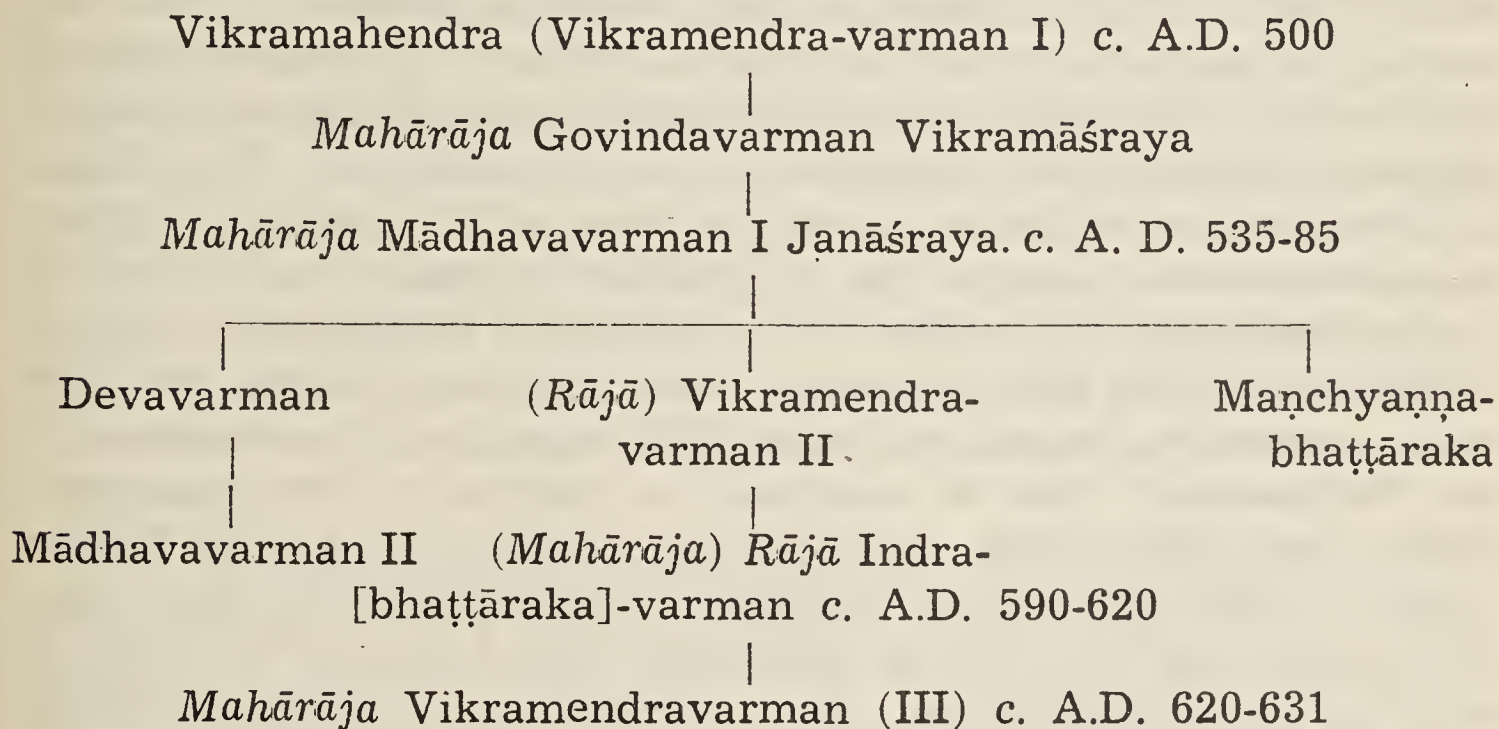 Vikramahendra (Vikramendra-varman I) c. A.D. 500
Mahārāja Govindavarman Vikramāśraya
Mahārāja Mādhavavarman I Janāśraya. c. A. D. 535-85
Devavarman (Rājā) Vikramendra- Maṇchyaṇṇa-
varman II bhaṭṭāraka
Mādhavavarman II (Mahārāja) Rājā Indra-
[bhaṭṭāraka]-varman c. A.D. 590-620
Mahārāja Vikramendravarman (III) c. A.D. 620-631